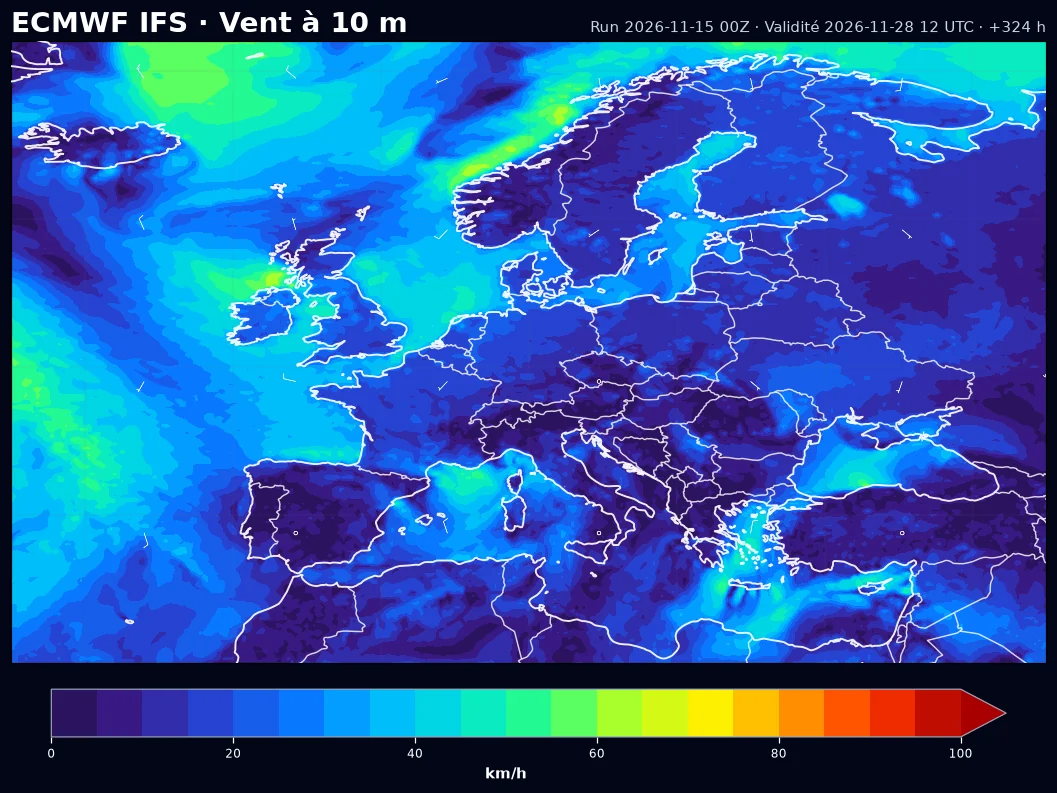 ECMWF IFS · Vent à 10 m
Run 2026-11-15 00Z · Validité 2026-11-28 12 UTC · +324 h
0 20 40 60 80 100
km/h